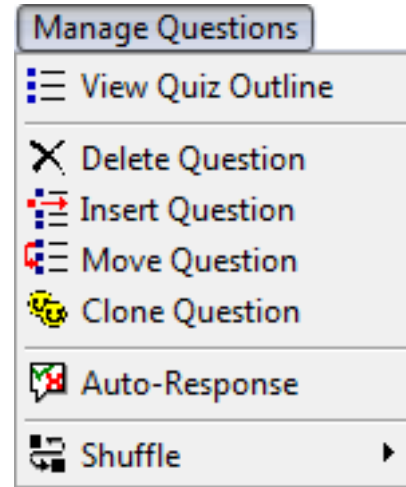 Manage Questions
View Quiz Outline
Delete Question
Insert Question
Move Question
Clone Question
Auto-Response
Shuffle